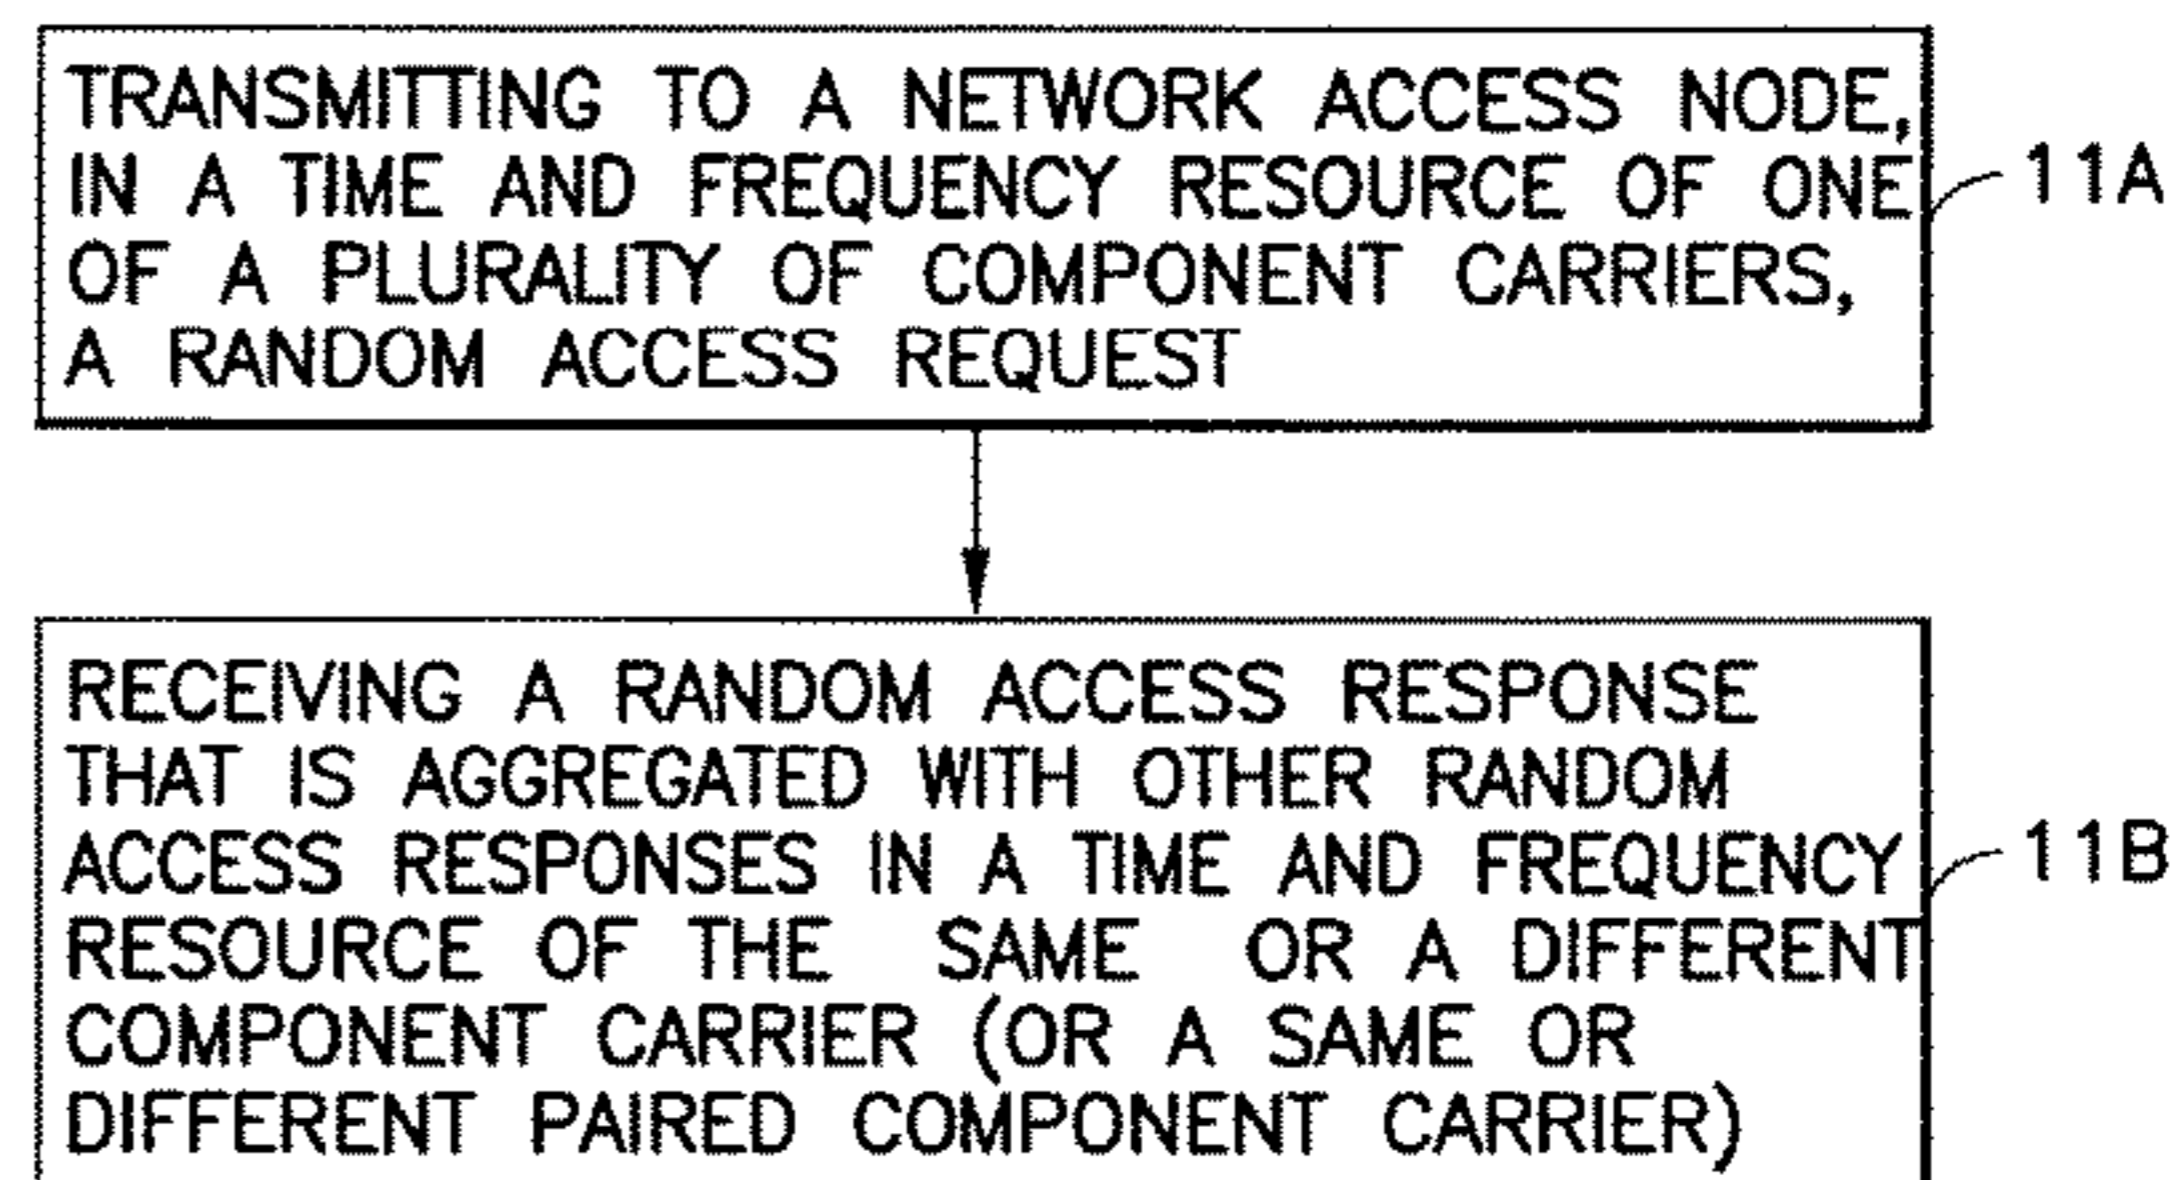 TRANSMITTING TO A NETWORK ACCESS NODE,
IN A TIME AND FREQUENCY RESOURCE OF ONE
OF A PLURALITY OF COMPONENT CARRIERS,
A RANDOM ACCESS REQUEST
11A
RECEIVING A RANDOM ACCESS RESPONSE
THAT IS AGGREGATED WITH OTHER RANDOM
ACCESS RESPONSES IN A TIME AND FREQUENCY
RESOURCE OF THE SAME OR A DIFFERENT
COMPONENT CARRIER (OR A SAME OR
DIFFERENT PAIRED COMPONENT CARRIER)
11B